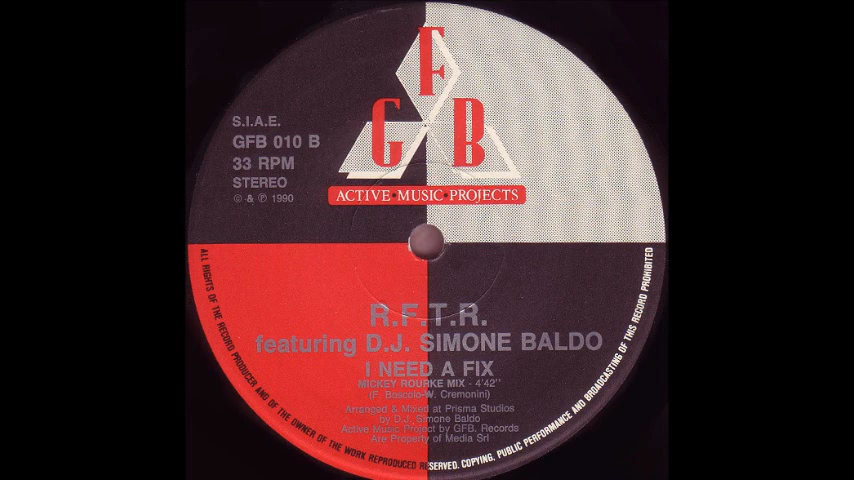 F
G B
ACTIVE•MUSIC•PROJECTS
S.I.A.E.
GFB 010 B
33 RPM
STEREO
© & ℗ 1990
R.F.T.R.
featuring D.J. SIMONE BALDO
I NEED A FIX
MICKEY ROURKE MIX - 4'42''
(F. Boscolo-W. Cremonini)
Arranged & Mixed at Prisma Studios
by D.J. Simone Baldo
Active Music Project by GFB. Records
Are Property of Media Srl
ALL RIGHTS OF THE RECORD PRODUCER AND OF THE OWNER OF THE WORK REPRODUCED RESERVED. COPYING, PUBLIC PERFORMANCE AND BROADCASTING OF THIS RECORD PROHIBITED